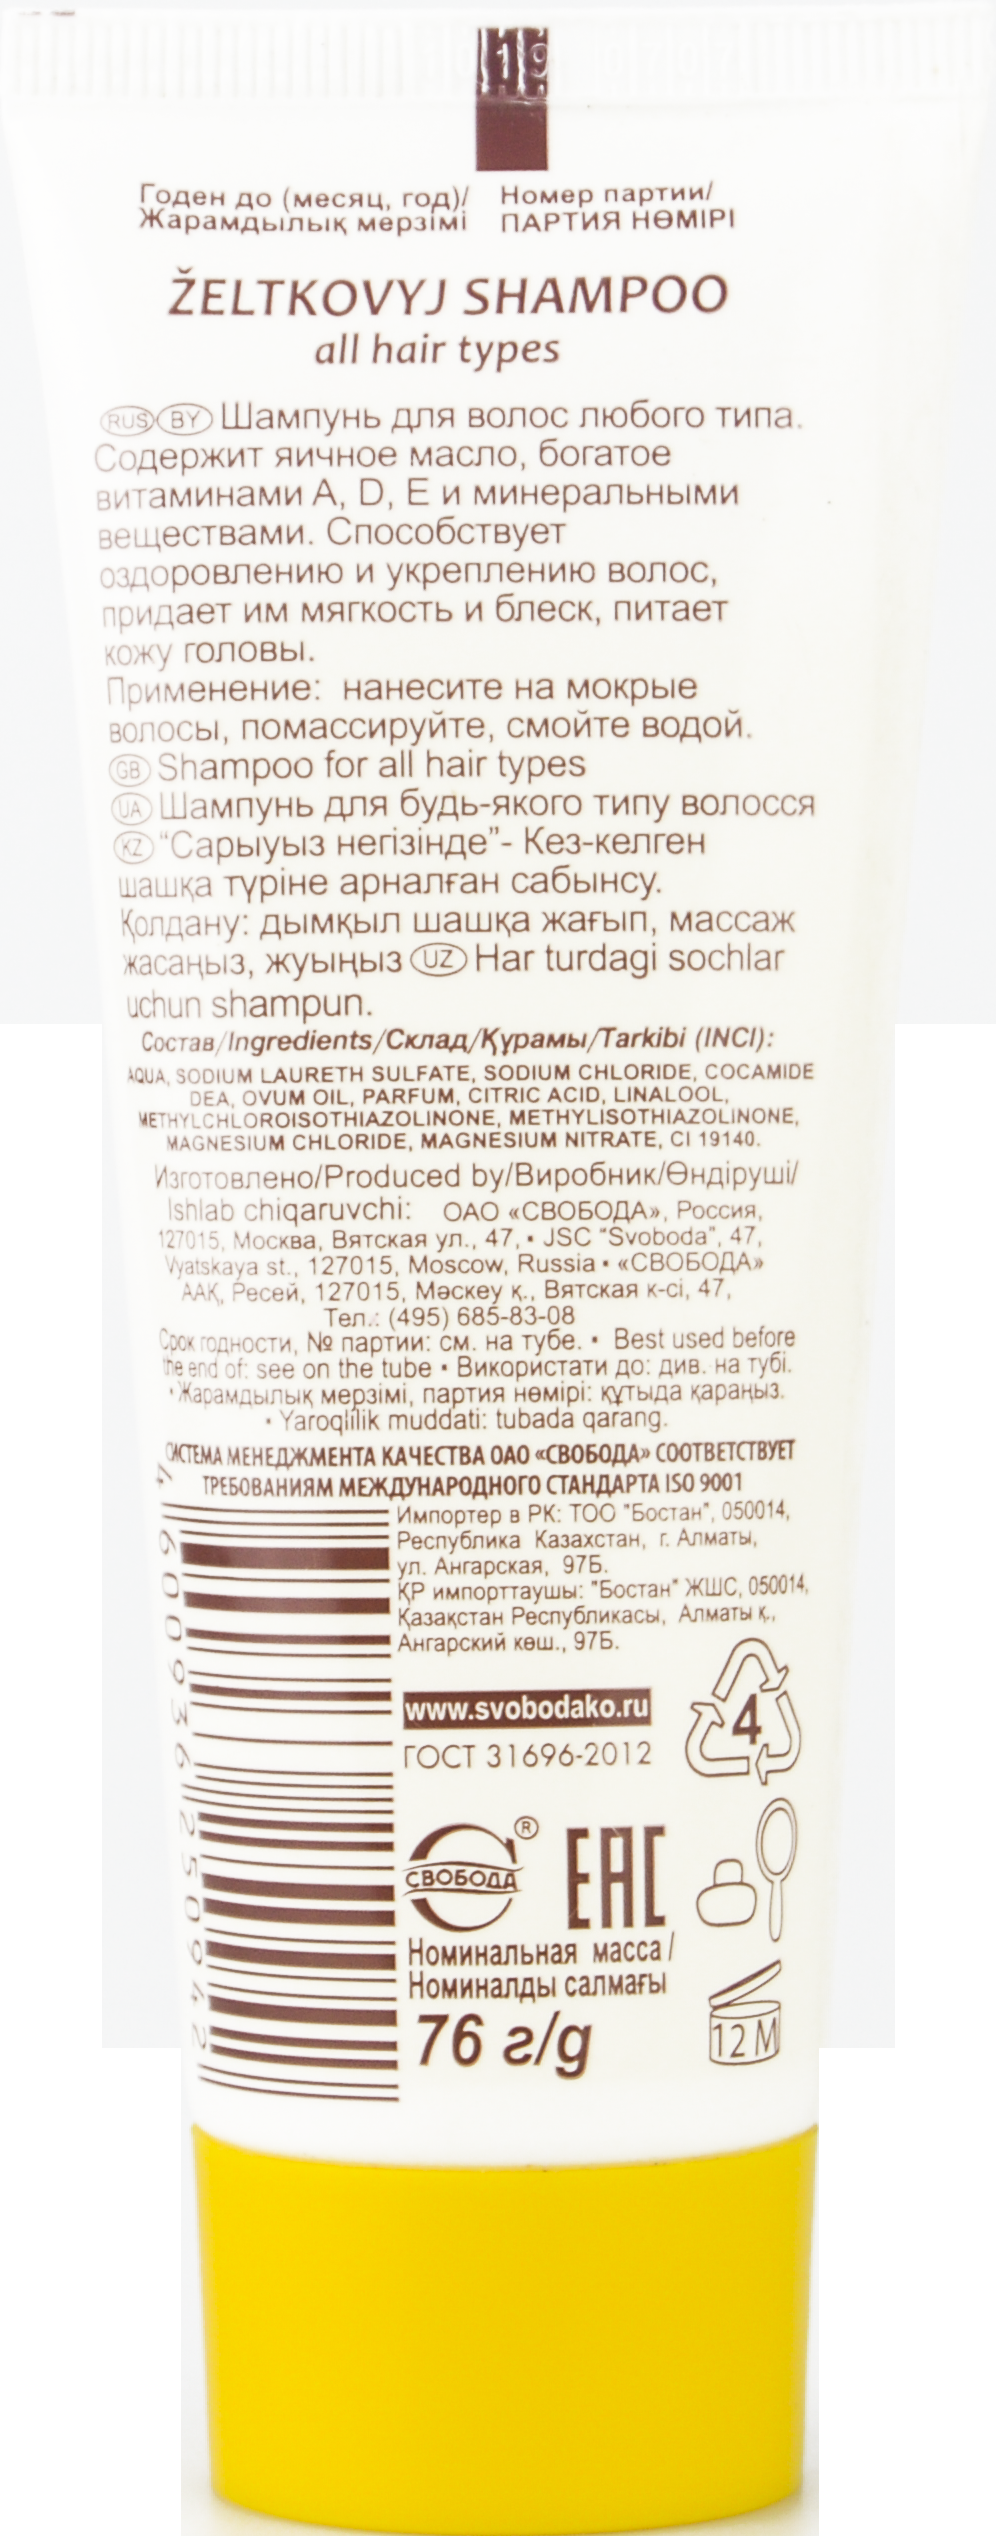 19
Годен до (месяц, год)/ Номер партии/
Жарамдылық мерзімі ПАРТИЯ НӨМІРІ
ŽELTKOVYJ SHAMPOO
all hair types
RUS BY Шампунь для волос любого типа.
Содержит яичное масло, богатое
витаминами A, D, E и минеральными
веществами. Способствует
оздоровлению и укреплению волос,
придает им мягкость и блеск, питает
кожу головы.
Применение: нанесите на мокрые
волосы, помассируйте, смойте водой.
GB Shampoo for all hair types
UA Шампунь для будь-якого типу волосся
KZ "Сарыуыз негізінде"- Кез-келген
шашқа түріне арналған сабынсу.
Қолдану: дымқыл шашқа жағып, массаж
жасаңыз, жуыңыз UZ Har turdagi sochlar
uchun shampun.
Состав/Ingredients/Склад/Құрамы/Tarkibi (INCI):
AQUA, SODIUM LAURETH SULFATE, SODIUM CHLORIDE, COCAMIDE
DEA, OVUM OIL, PARFUM, CITRIC ACID, LINALOOL,
METHYLCHLOROISOTHIAZOLINONE, METHYLISOTHIAZOLINONE,
MAGNESIUM CHLORIDE, MAGNESIUM NITRATE, CI 19140.
Изготовлено/Produced by/Виробник/Өндіруші/
Ishlab chiqaruvchi: ОАО «СВОБОДА», Россия,
127015, Москва, Вятская ул., 47, • JSC "Svoboda", 47,
Vyatskaya st., 127015, Moscow, Russia • «СВОБОДА»
ААҚ, Ресей, 127015, Мәскеу қ., Вятская к-сі, 47,
Тел.: (495) 685-83-08
Срок годности, № партии: см. на тубе. • Best used before
the end of: see on the tube • Використати до: див. на тубі.
• Жарамдылық мерзімі, партия нөмірі: құтыда қараңыз.
• Yaroqlilik muddati: tubada qarang.
СИСТЕМА МЕНЕДЖМЕНТА КАЧЕСТВА ОАО «СВОБОДА» СООТВЕТСТВУЕТ
ТРЕБОВАНИЯМ МЕЖДУНАРОДНОГО СТАНДАРТА ISO 9001
Импортер в РК: ТОО "Бостан", 050014,
Республика Казахстан, г. Алматы,
ул. Ангарская, 97Б.
ҚР импорттаушы: "Бостан" ЖШС, 050014,
Қазақстан Республикасы, Алматы қ.,
Ангарский көш., 97Б.
4 600936 250942
www.svobodako.ru
4
ГОСТ 31696-2012
СВОБОДА ® EAC
Номинальная масса /
Номиналды салмағы
76 г/g
12 M